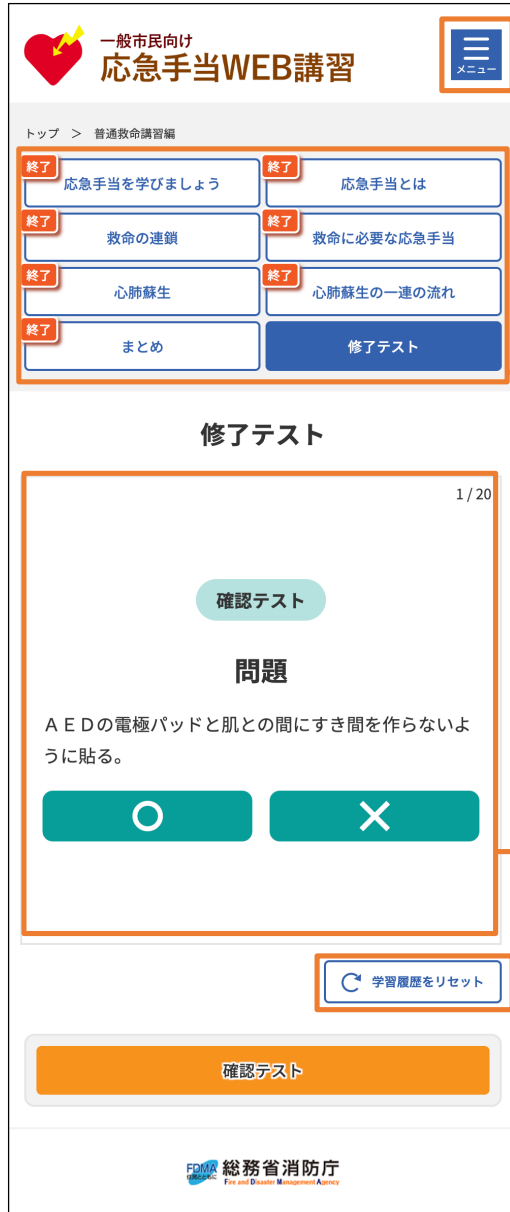 一般市民向け
応急手当WEB講習
メニュー
トップ ＞ 普通救命講習編
終了 応急手当を学びましょう
終了 応急手当とは
終了 救命の連鎖
終了 救命に必要な応急手当
終了 心肺蘇生
終了 心肺蘇生の一連の流れ
終了 まとめ
修了テスト
修了テスト
1 / 20
確認テスト
問題
ＡＥＤの電極パッドと肌との間にすき間を作らないよ
うに貼る。
学習履歴をリセット
確認テスト
FDMA
住民とともに
総務省消防庁
Fire and Disaster Management Agency